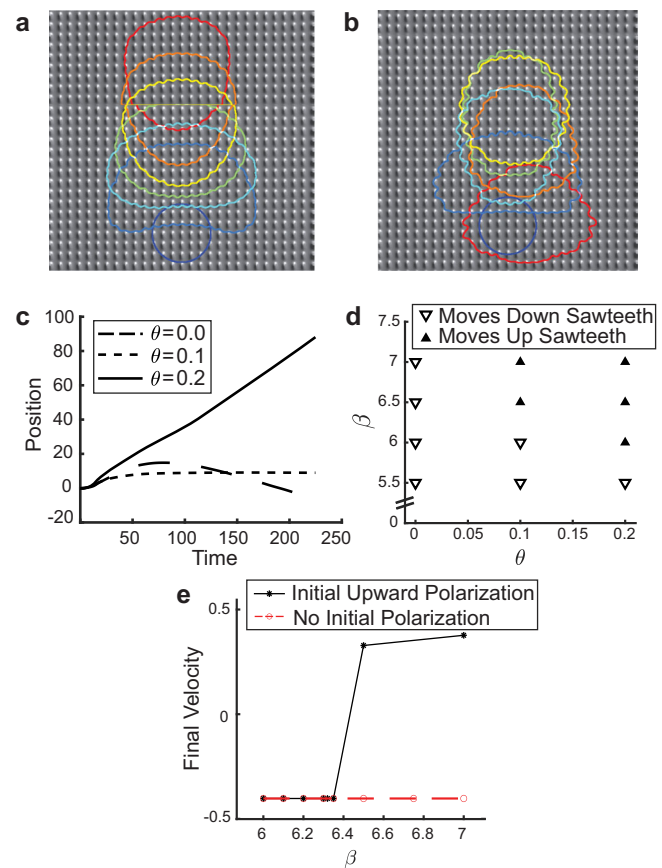 a
b
c
θ=0.0
θ=0.1
θ=0.2
100
80
60
40
20
0
-20
Position
50 100 150 200 250
Time
d
Moves Down Sawteeth
Moves Up Sawteeth
7.5
7
6.5
6
5.5
0
β
0 0.05 0.1 0.15 0.2
θ
e
Initial Upward Polarization
No Initial Polarization
0.5
0
-0.5
Final Velocity
6 6.2 6.4 6.6 6.8 7
β